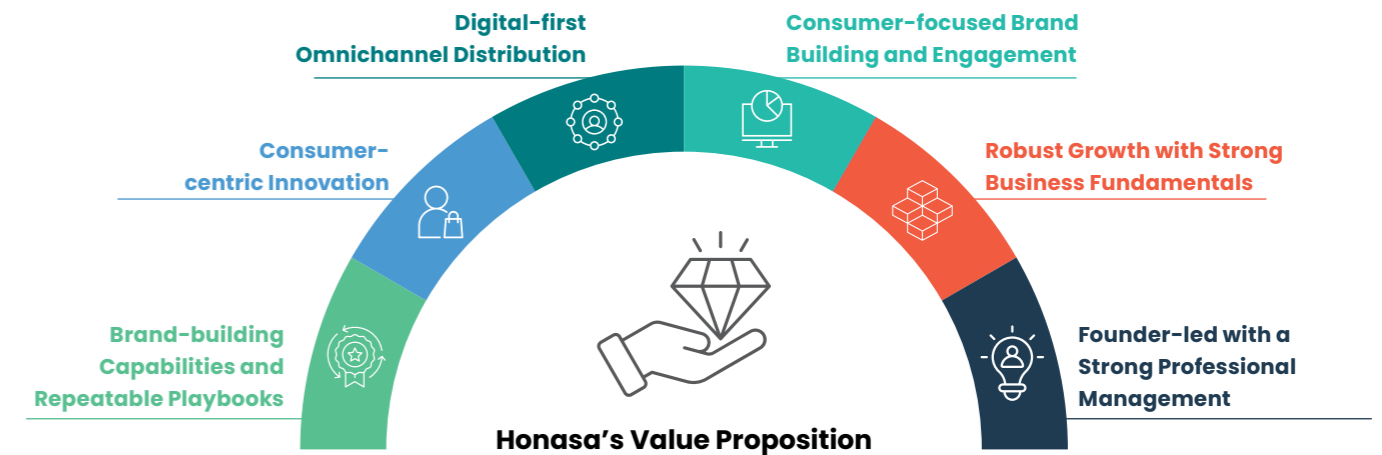 Digital-first
Omnichannel Distribution
Consumer-focused Brand
Building and Engagement
Consumer-
centric Innovation
Robust Growth with Strong
Business Fundamentals
Brand-building
Capabilities and
Repeatable Playbooks
Founder-led with a
Strong Professional
Management
Honasa’s Value Proposition